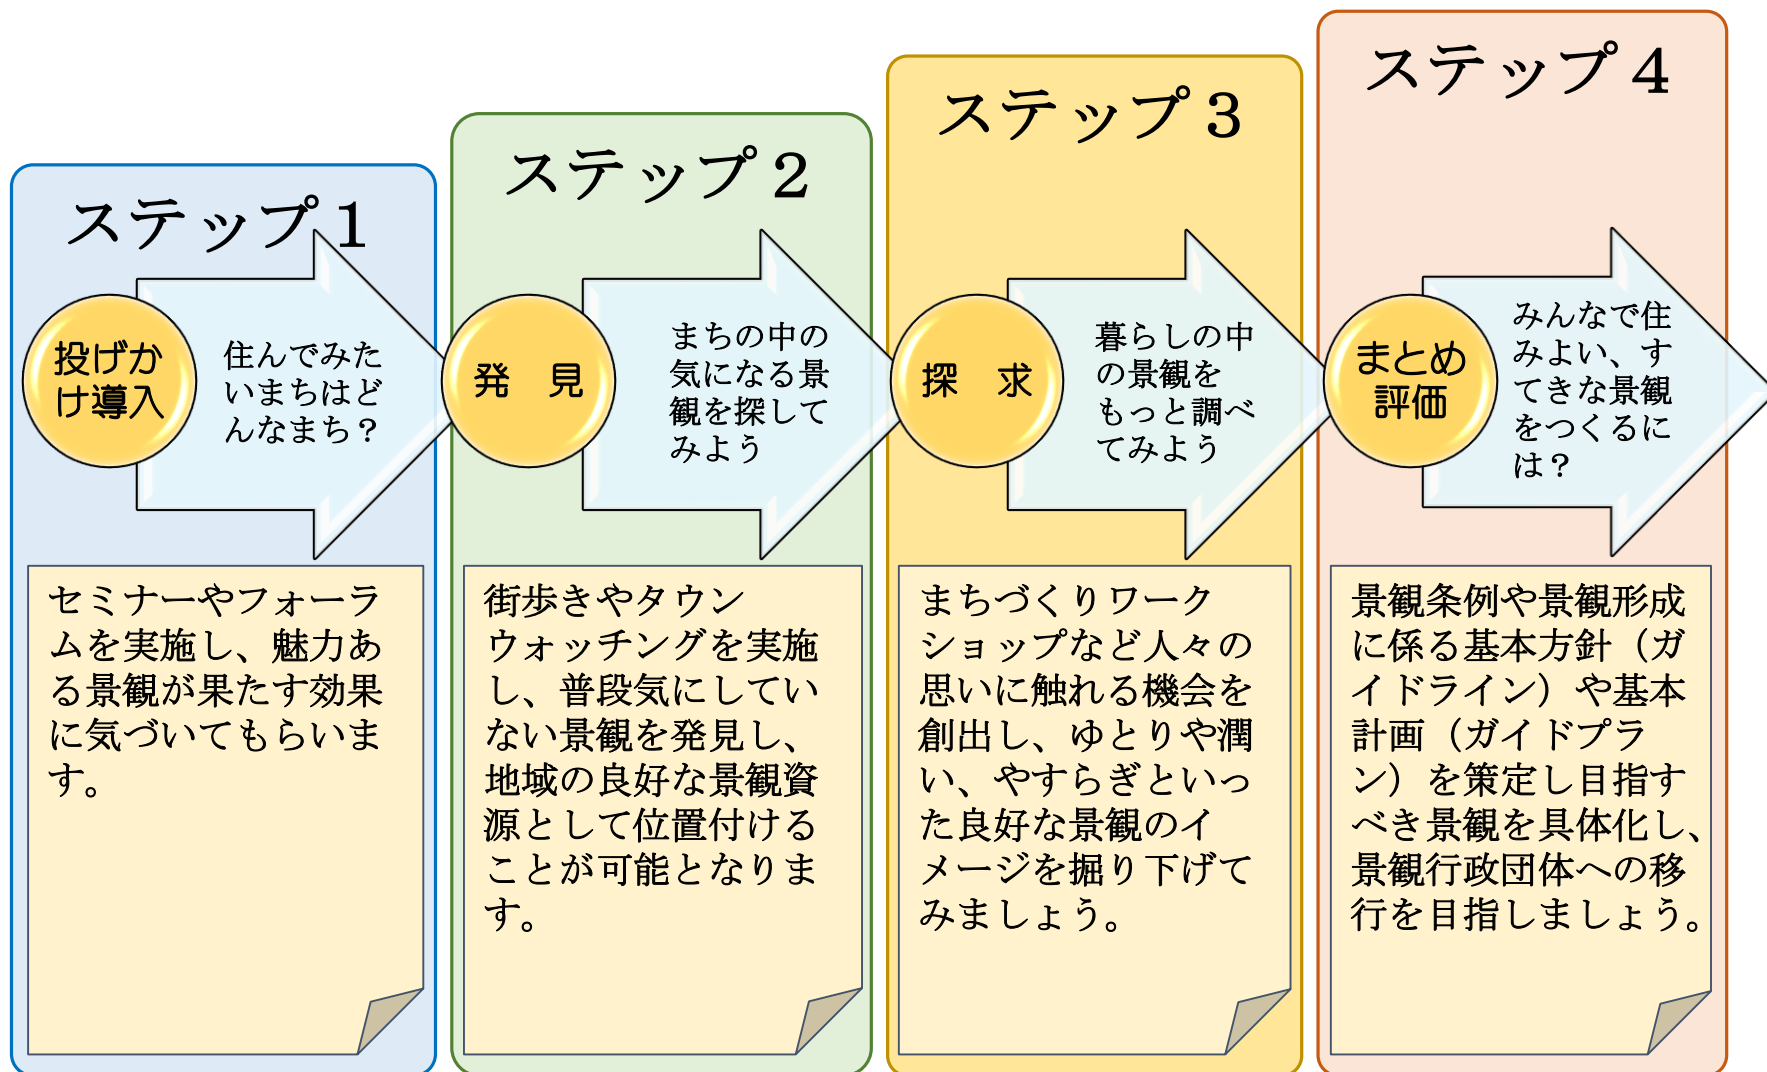 ステップ１
投げか
け導入
住んでみた
いまちはど
んなまち？
セミナーやフォーラ
ムを実施し、魅力あ
る景観が果たす効果
に気づいてもらいま
す。
ステップ２
発　見
まちの中の
気になる景
観を探して
みよう
街歩きやタウン
ウォッチングを実施
し、普段気にしてい
ない景観を発見し、
地域の良好な景観資
源として位置付ける
ことが可能となりま
す。
ステップ３
探　求
暮らしの中
の景観を
もっと調べ
てみよう
まちづくりワーク
ショップなど人々の
思いに触れる機会を
創出し、ゆとりや潤
い、やすらぎといっ
た良好な景観のイ
メージを掘り下げて
みましょう。
ステップ４
まとめ
評価
みんなで住
みよい、す
てきな景観
をつくるに
は？
景観条例や景観形成
に係る基本方針（ガ
イドライン）や基本
計画（ガイドプラ
ン）を策定し目指す
べき景観を具体化し、
景観行政団体への移
行を目指しましょう。